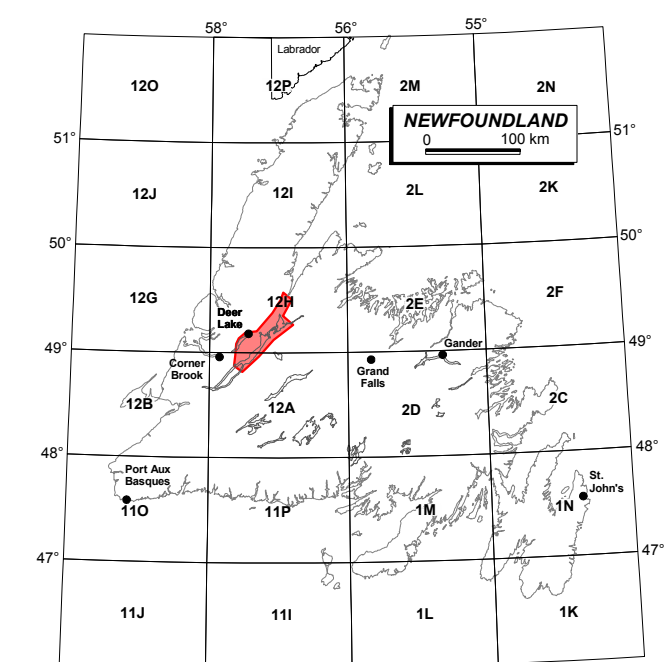 58°
56°
55°
Labrador
12O
12P
2M
2N
NEWFOUNDLAND
0 100 km
51°
51°
12J
12I
2L
2K
50°
50°
12G
12H
2E
2F
Deer
Lake
49°
49°
Gander
Corner
Brook
Grand
Falls
12B
12A
2D
2C
48°
48°
Port Aux
Basques
St.
John's
11O
11P
1M
1N
47°
47°
11J
11I
1L
1K